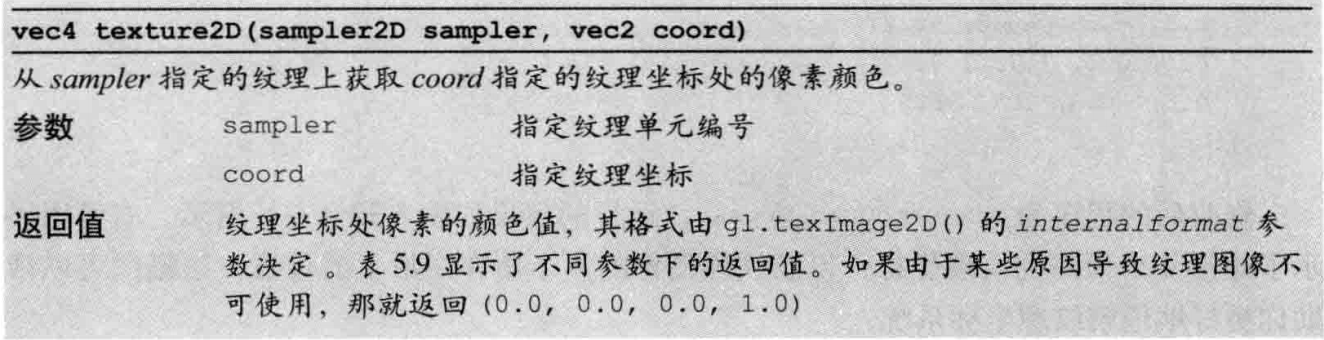 vec4 texture2D(sampler2D sampler, vec2 coord)
从 sampler 指定的纹理上获取 coord 指定的纹理坐标处的像素颜色。
参数 sampler 指定纹理单元编号
coord 指定纹理坐标
返回值 纹理坐标处像素的颜色值，其格式由 gl.texImage2D() 的 internalformat 参
数决定。表 5.9 显示了不同参数下的返回值。如果由于某些原因导致纹理图像不
可使用，那就返回 (0.0, 0.0, 0.0, 1.0)